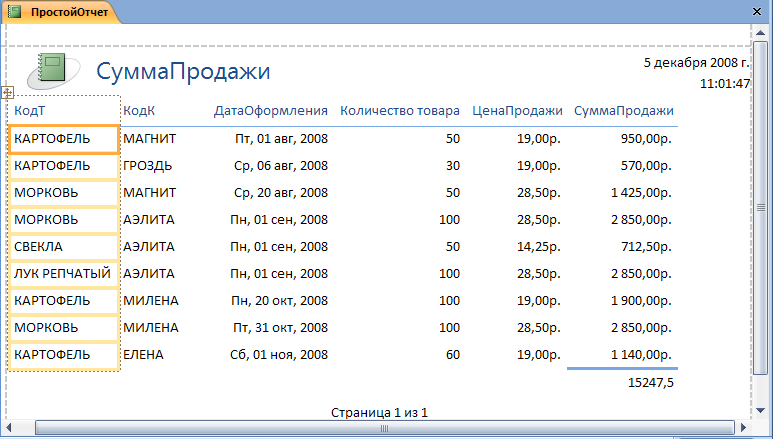 ПростойОтчет
СуммаПродажи
5 декабря 2008 г.
11:01:47
КодТ КодК ДатаОформления Количество товара ЦенаПродажи СуммаПродажи
КАРТОФЕЛЬ МАГНИТ Пт, 01 авг, 2008 50 19,00р. 950,00р.
КАРТОФЕЛЬ ГРОЗДЬ Ср, 06 авг, 2008 30 19,00р. 570,00р.
МОРКОВЬ МАГНИТ Ср, 20 авг, 2008 50 28,50р. 1 425,00р.
МОРКОВЬ АЭЛИТА Пн, 01 сен, 2008 100 28,50р. 2 850,00р.
СВЕКЛА АЭЛИТА Пн, 01 сен, 2008 50 14,25р. 712,50р.
ЛУК РЕПЧАТЫЙ АЭЛИТА Пн, 01 сен, 2008 100 28,50р. 2 850,00р.
КАРТОФЕЛЬ МИЛЕНА Пн, 20 окт, 2008 100 19,00р. 1 900,00р.
МОРКОВЬ МИЛЕНА Пт, 31 окт, 2008 100 28,50р. 2 850,00р.
КАРТОФЕЛЬ ЕЛЕНА Сб, 01 ноя, 2008 60 19,00р. 1 140,00р.
15247,5
Страница 1 из 1